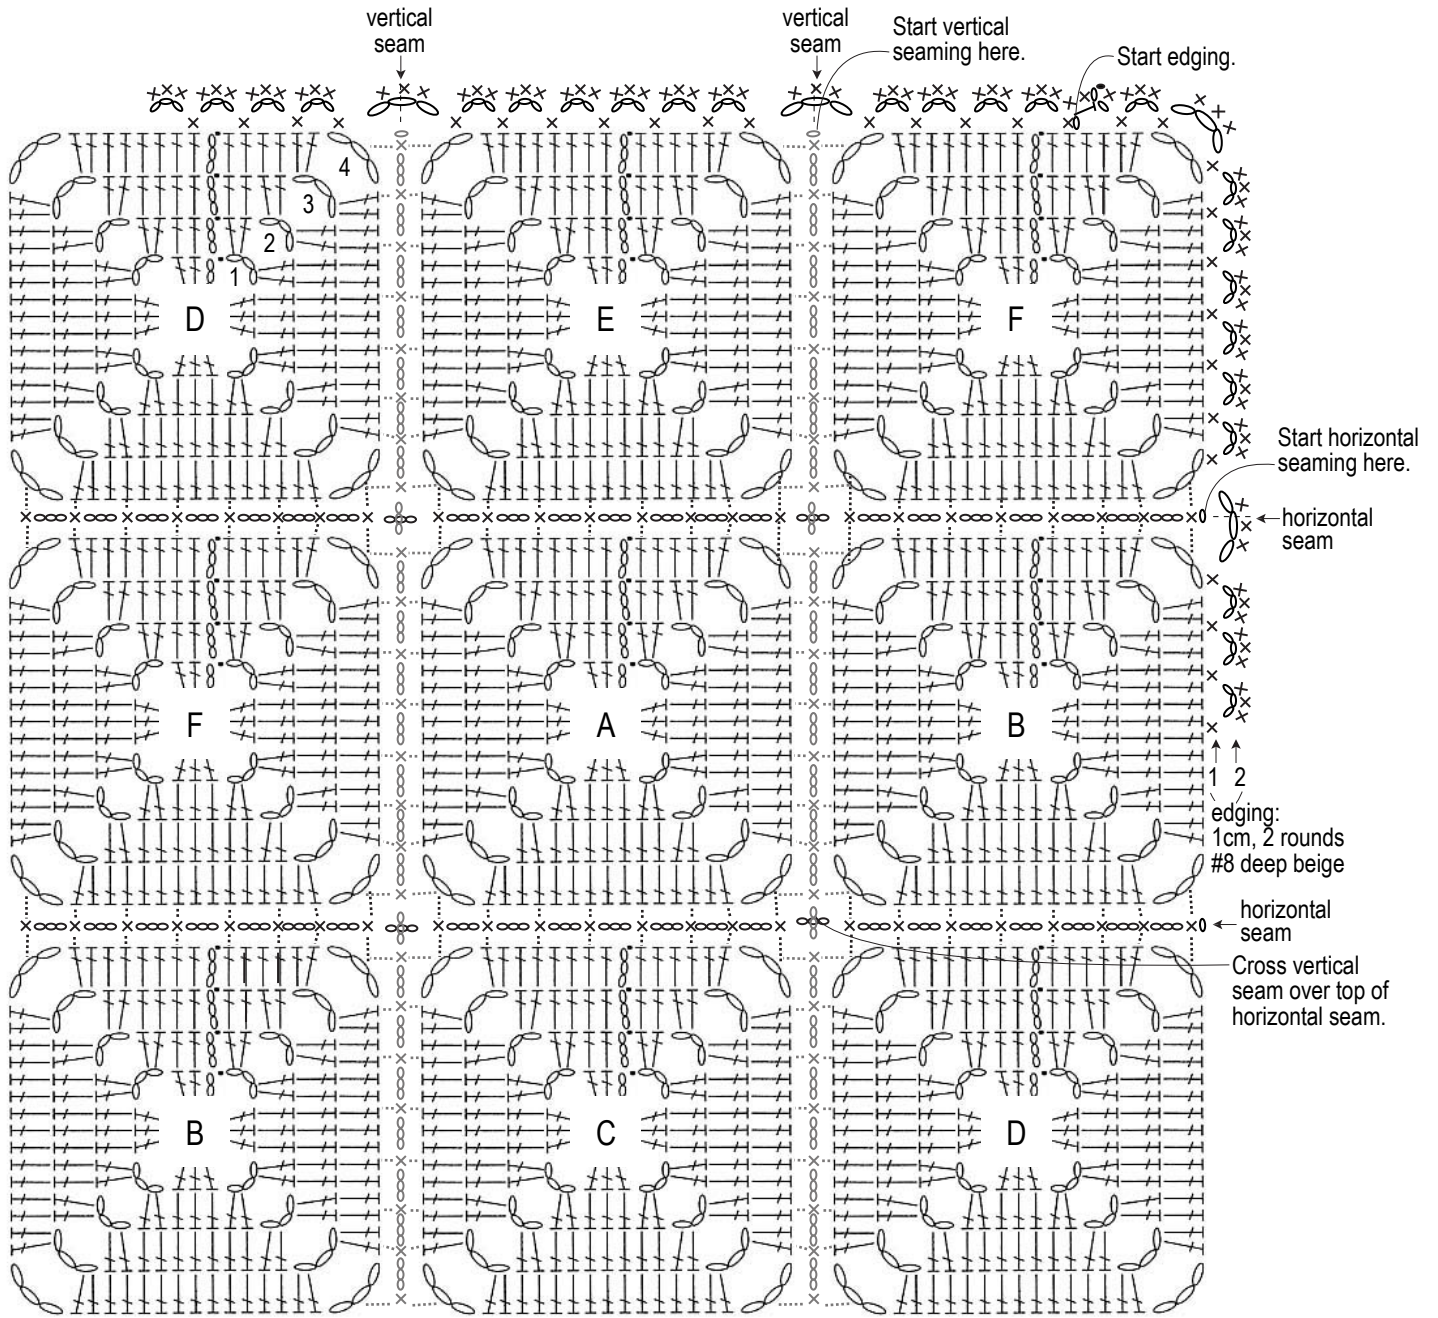 vertical
seam
vertical
seam
Start vertical
seaming here.
Start edging.
4
3
2
1
D
E
F
Start horizontal
seaming here.
horizontal
seam
F
A
B
1 2
edging:
1cm, 2 rounds
#8 deep beige
horizontal
seam
Cross vertical
seam over top of
horizontal seam.
B
C
D